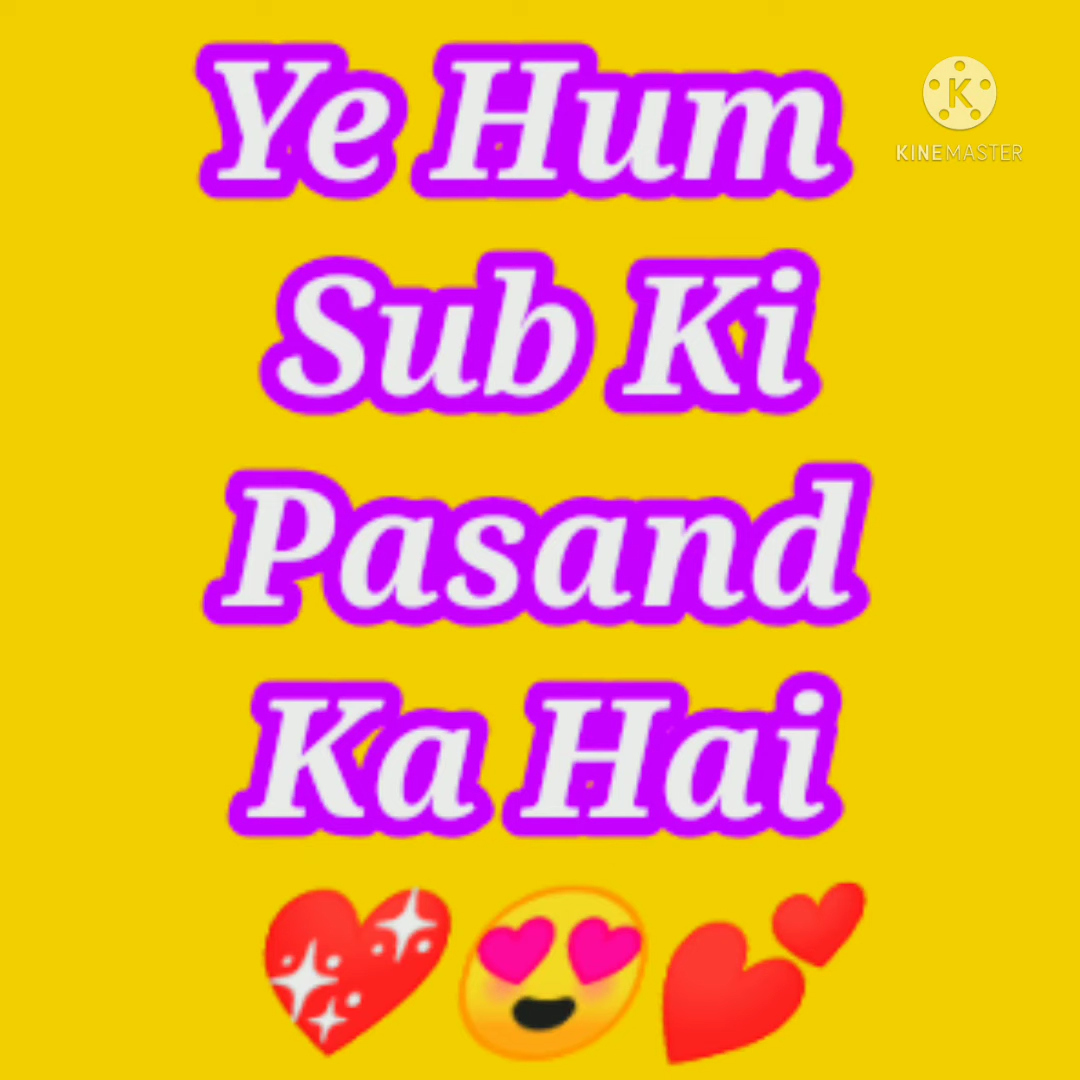 Ye Hum
K
KINEMASTER
Sub Ki
Pasand
Ka Hai
💖😍💕